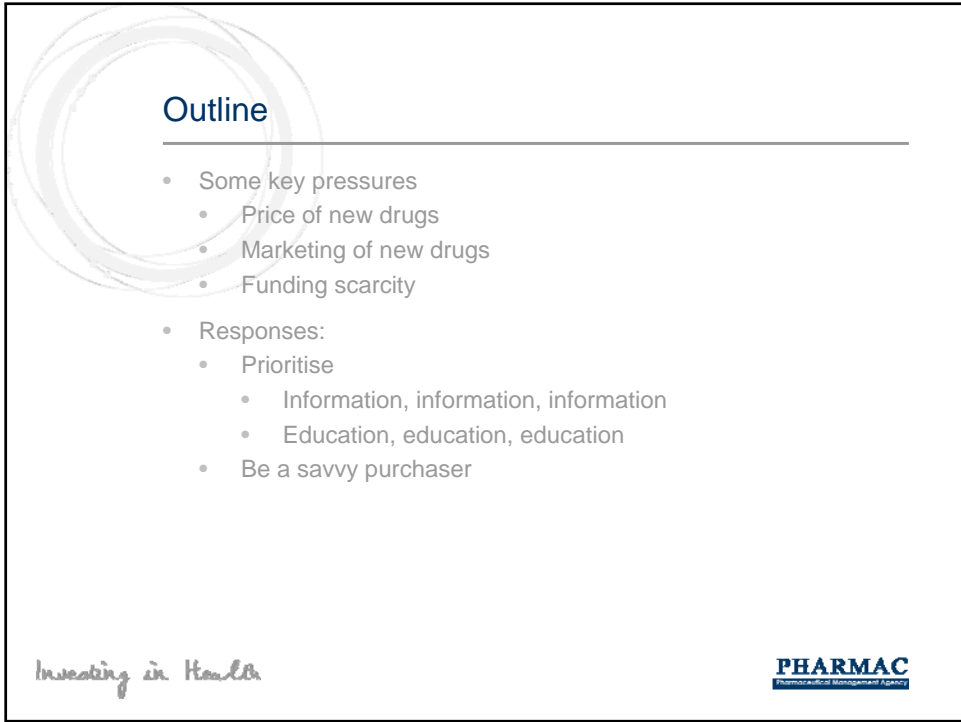 Outline
• Some key pressures
• Price of new drugs
• Marketing of new drugs
• Funding scarcity
• Responses:
• Prioritise
• Information, information, information
• Education, education, education
• Be a savvy purchaser
Investing in Health
PHARMAC
Pharmaceutical Management Agency